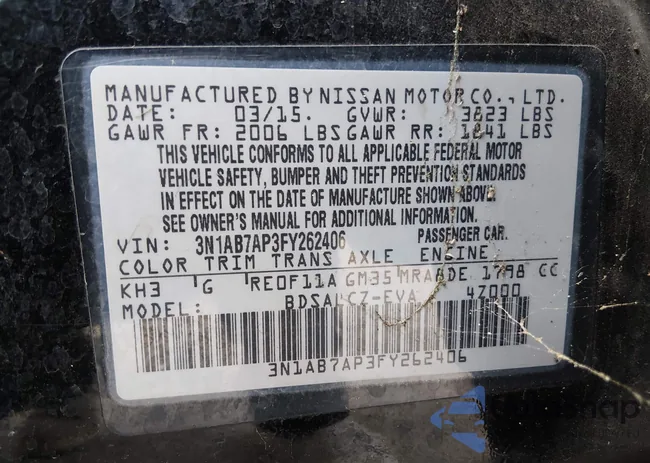 MANUFACTURED BY NISSAN MOTOR CO., LTD.
DATE: 03/15. GVWR: 3823 LBS
GAWR FR: 2006 LBS GAWR RR: 1841 LBS
THIS VEHICLE CONFORMS TO ALL APPLICABLE FEDERAL MOTOR
VEHICLE SAFETY, BUMPER AND THEFT PREVENTION STANDARDS
IN EFFECT ON THE DATE OF MANUFACTURE SHOWN ABOVE.
SEE OWNER'S MANUAL FOR ADDITIONAL INFORMATION.
VIN: 3N1AB7AP3FY262406 PASSENGER CAR.
COLOR TRIM TRANS AXLE ENGINE
KH3 G RE0F11A GM35 MRA8DE 1798 CC
MODEL: BDSALCZ-EVA 4Z000
3N1AB7AP3FY262406